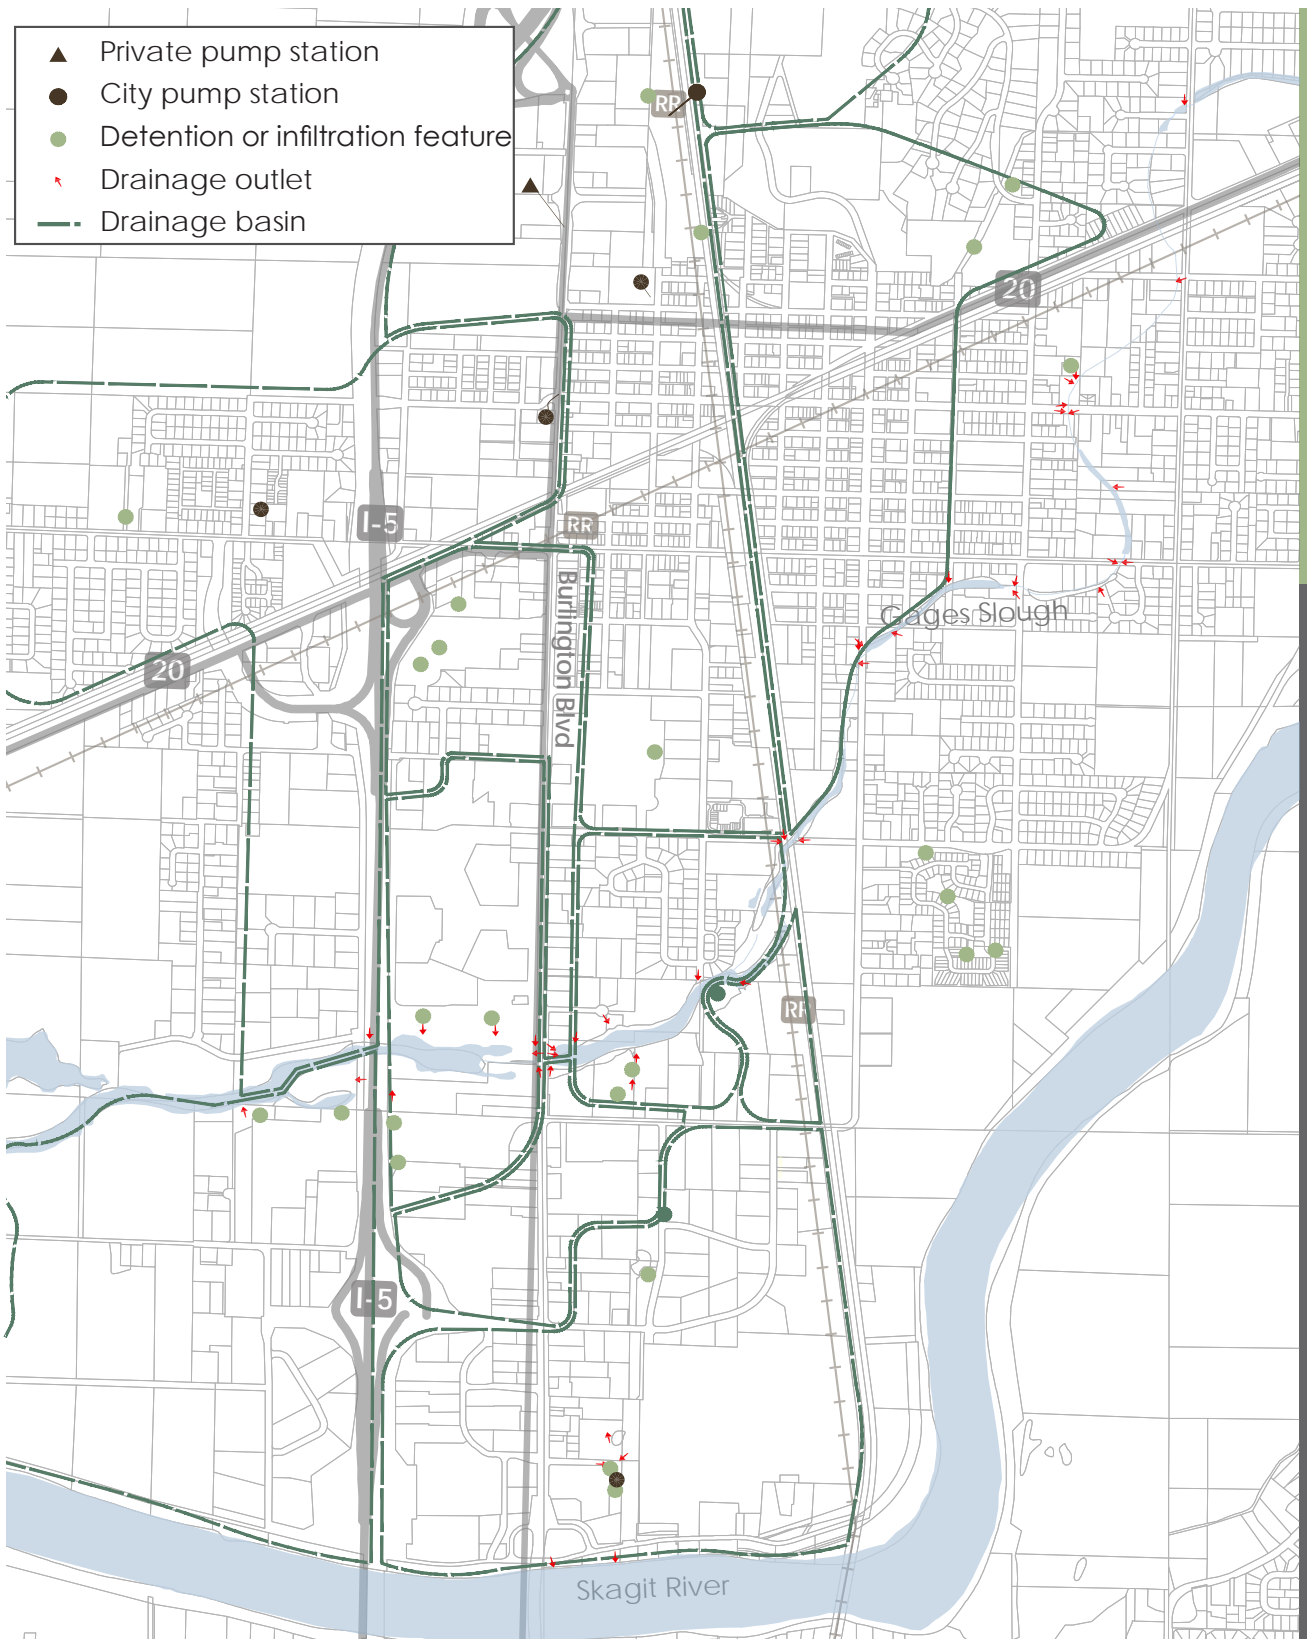 Private pump station
City pump station
Detention or infiltration feature
Drainage outlet
Drainage basin
RR
20
I-5
RR
Burlington Blvd
Gages Slough
20
RR
I-5
Skagit River